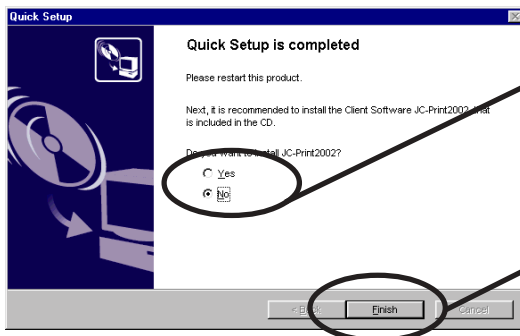 Quick Setup
Quick Setup is completed
Please restart this product.
Next, it is recommended to install the Client Software JC-Print2002, that
is included in the CD.
Do you want to install JC-Print2002?
Yes
No
< Back
Finish
Cancel